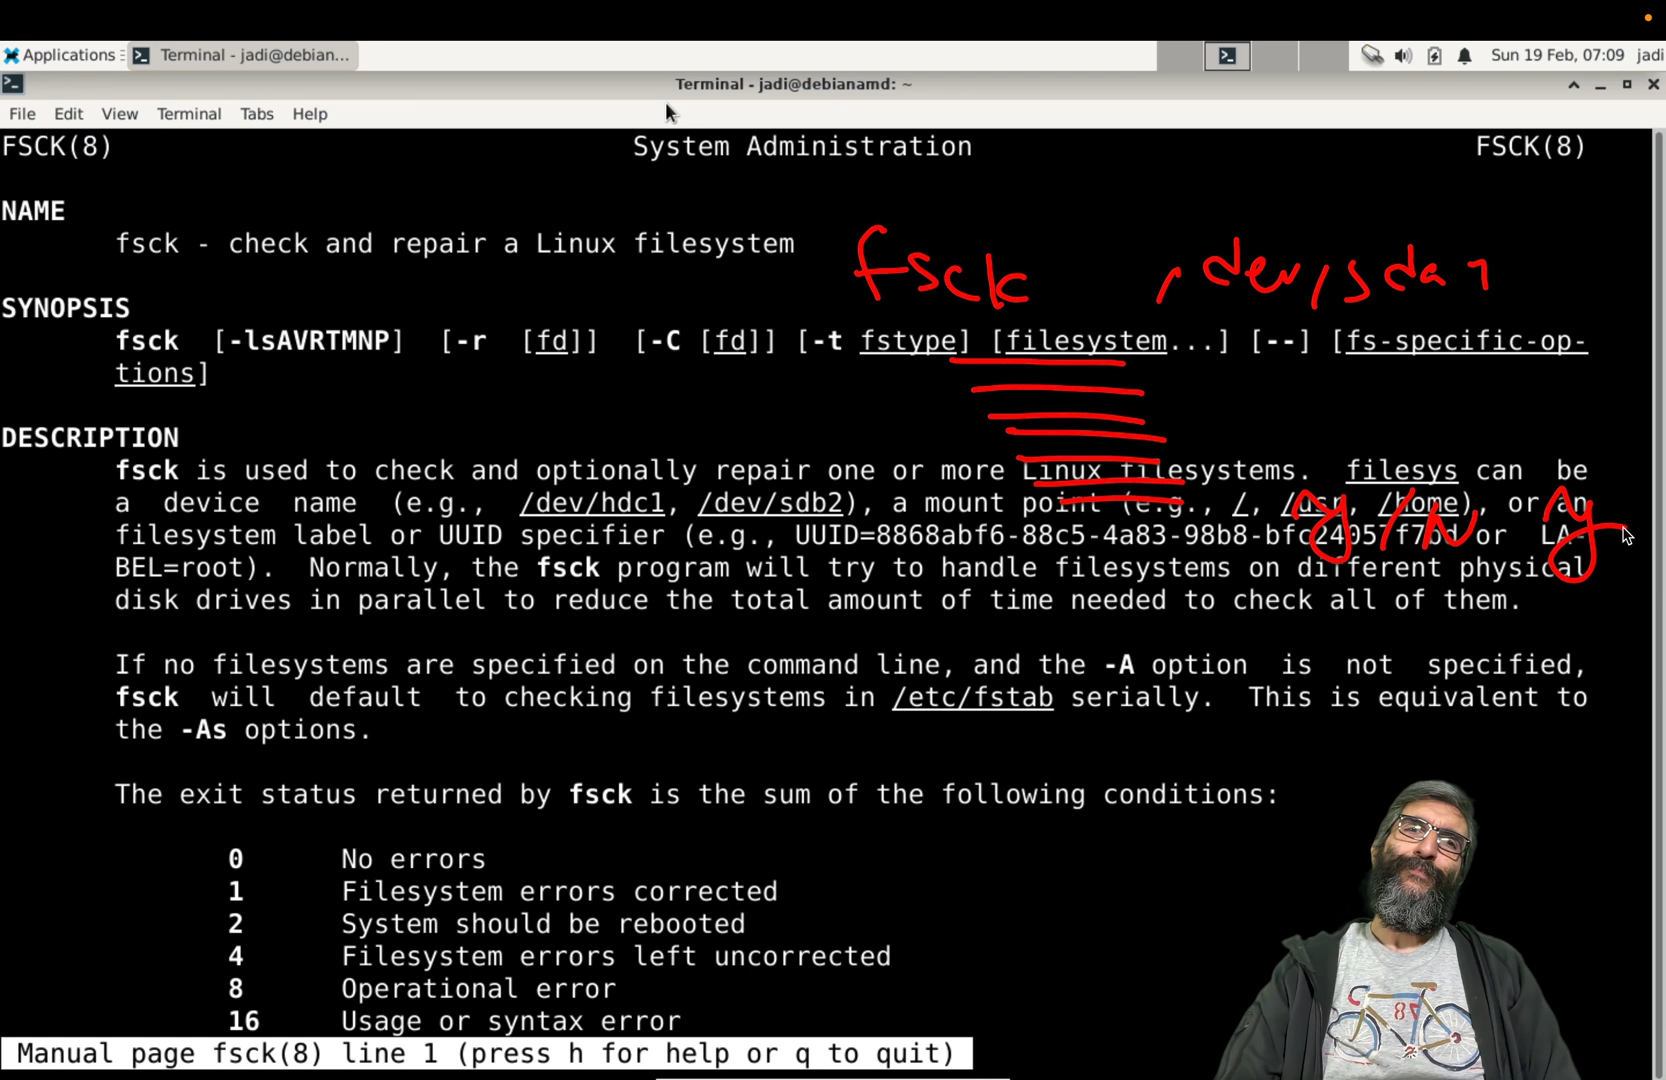 Applications
Terminal - jadi@debian...
Sun 19 Feb, 07:09 jadi
Terminal - jadi@debianamd: ~
File Edit View Terminal Tabs Help
FSCK(8) System Administration FSCK(8)
NAME
fsck - check and repair a Linux filesystem
fsck /dev/sda1
SYNOPSIS
fsck [-lsAVRTMNP] [-r [fd]] [-C [fd]] [-t fstype] [filesystem...] [--] [fs-specific-op-
tions]
DESCRIPTION
fsck is used to check and optionally repair one or more Linux filesystems. filesys can be
a device name (e.g., /dev/hdc1, /dev/sdb2), a mount point (e.g., /, /usr, /home), or an
filesystem label or UUID specifier (e.g., UUID=8868abf6-88c5-4a83-98b8-bfc24057f7bd or LA-
y/N y
BEL=root). Normally, the fsck program will try to handle filesystems on different physical
disk drives in parallel to reduce the total amount of time needed to check all of them.
If no filesystems are specified on the command line, and the -A option is not specified,
fsck will default to checking filesystems in /etc/fstab serially. This is equivalent to
the -As options.
The exit status returned by fsck is the sum of the following conditions:
0 No errors
1 Filesystem errors corrected
2 System should be rebooted
4 Filesystem errors left uncorrected
8 Operational error
16 Usage or syntax error
Manual page fsck(8) line 1 (press h for help or q to quit)